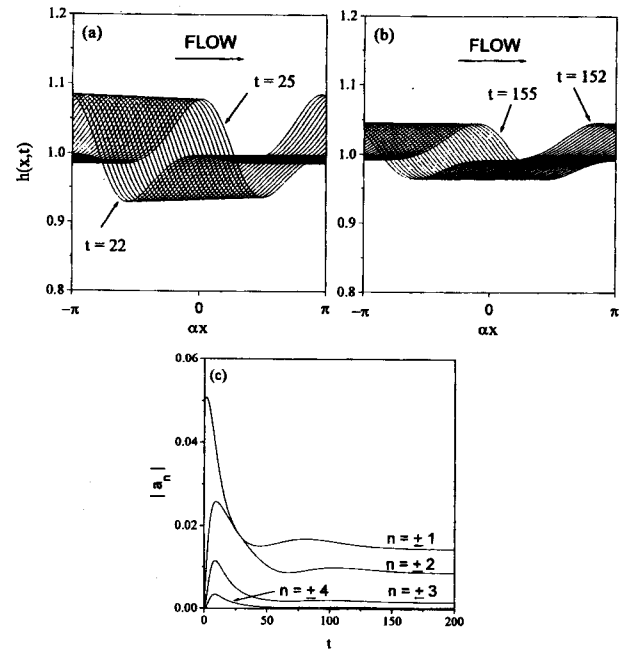 (a)
FLOW
t = 25
t = 22
h(x,t)
1.2
1.1
1.0
0.9
0.8
−π
0
π
αx
(b)
FLOW
t = 155
t = 152
1.2
1.1
1.0
0.9
0.8
−π
0
π
αx
(c)
|aₙ|
0.06
0.04
0.02
0.00
n = ± 1
n = ± 2
n = ± 4
n = ± 3
0
50
100
150
200
t